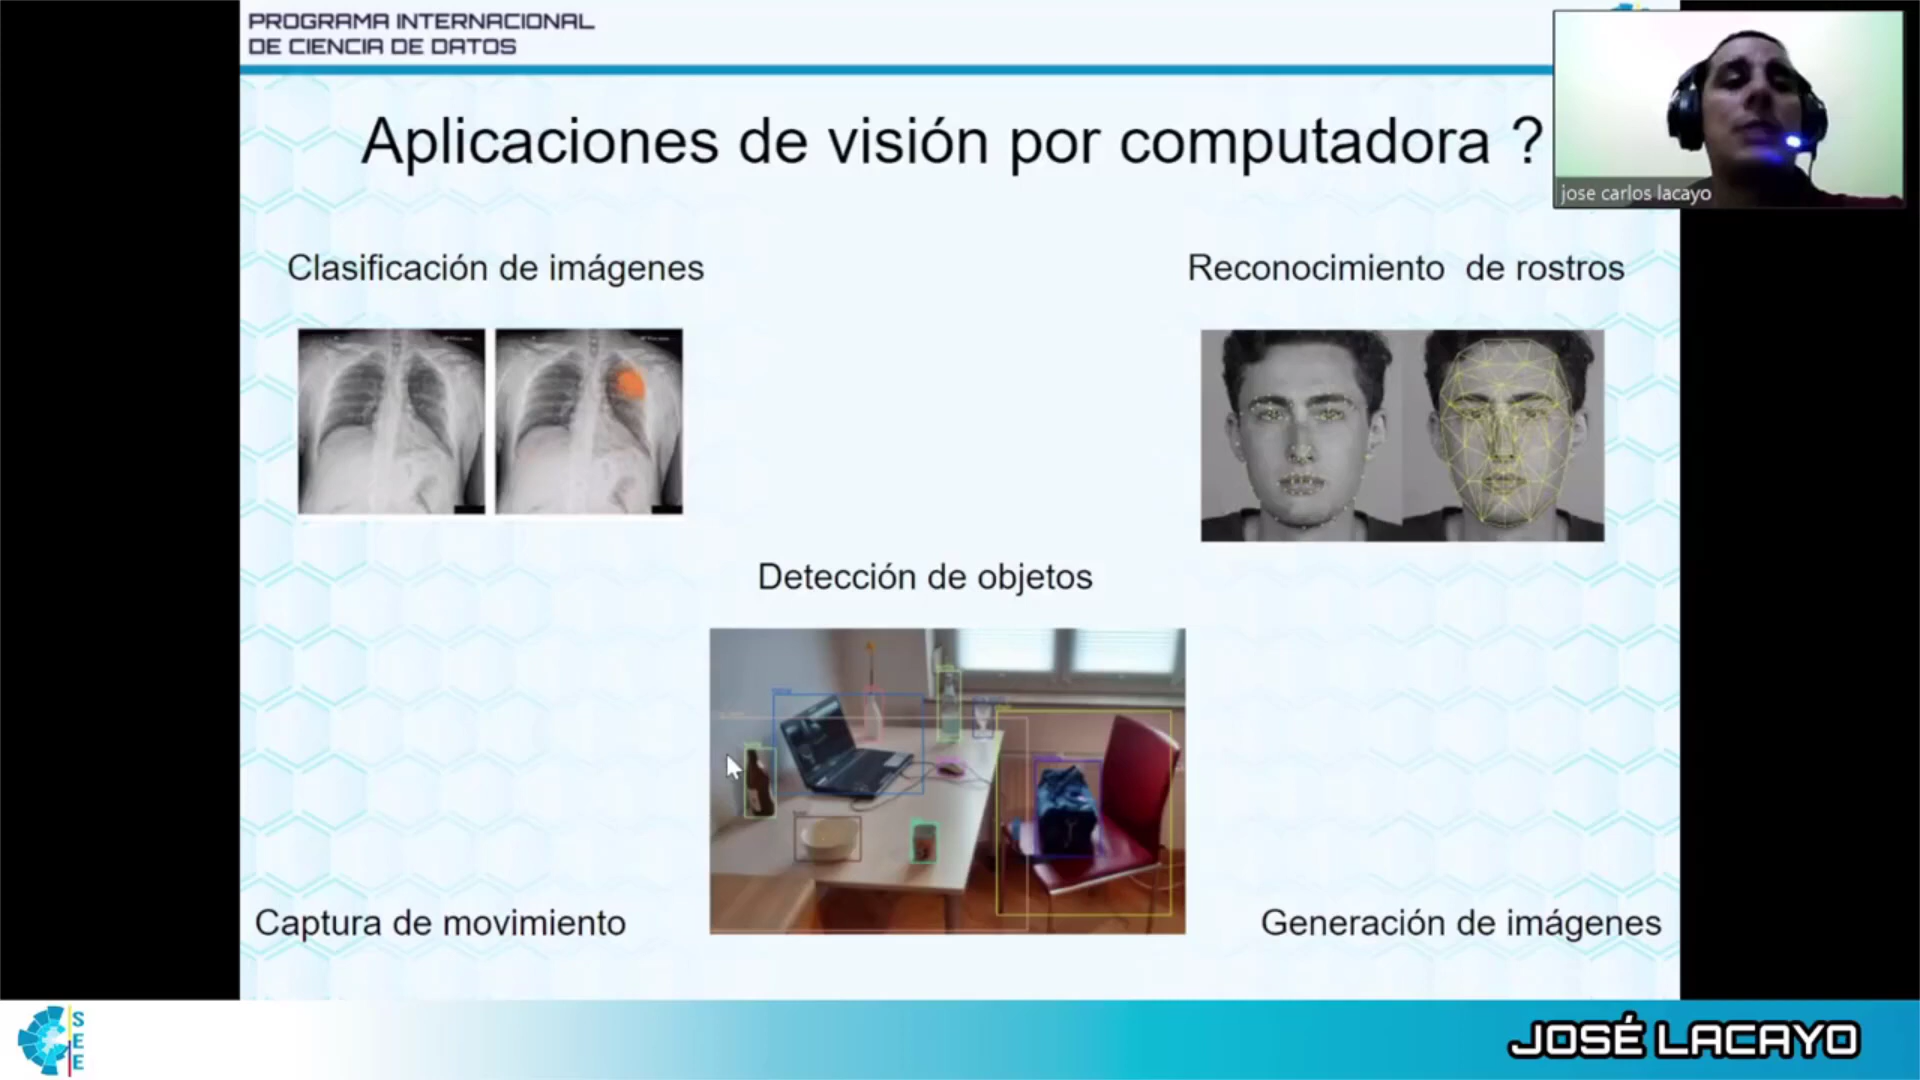 PROGRAMA INTERNACIONAL
DE CIENCIA DE DATOS
jose carlos lacayo
Aplicaciones de visión por computadora ?
Clasificación de imágenes
Reconocimiento de rostros
Detección de objetos
Captura de movimiento
Generación de imágenes
SEE
JOSÉ LACAYO